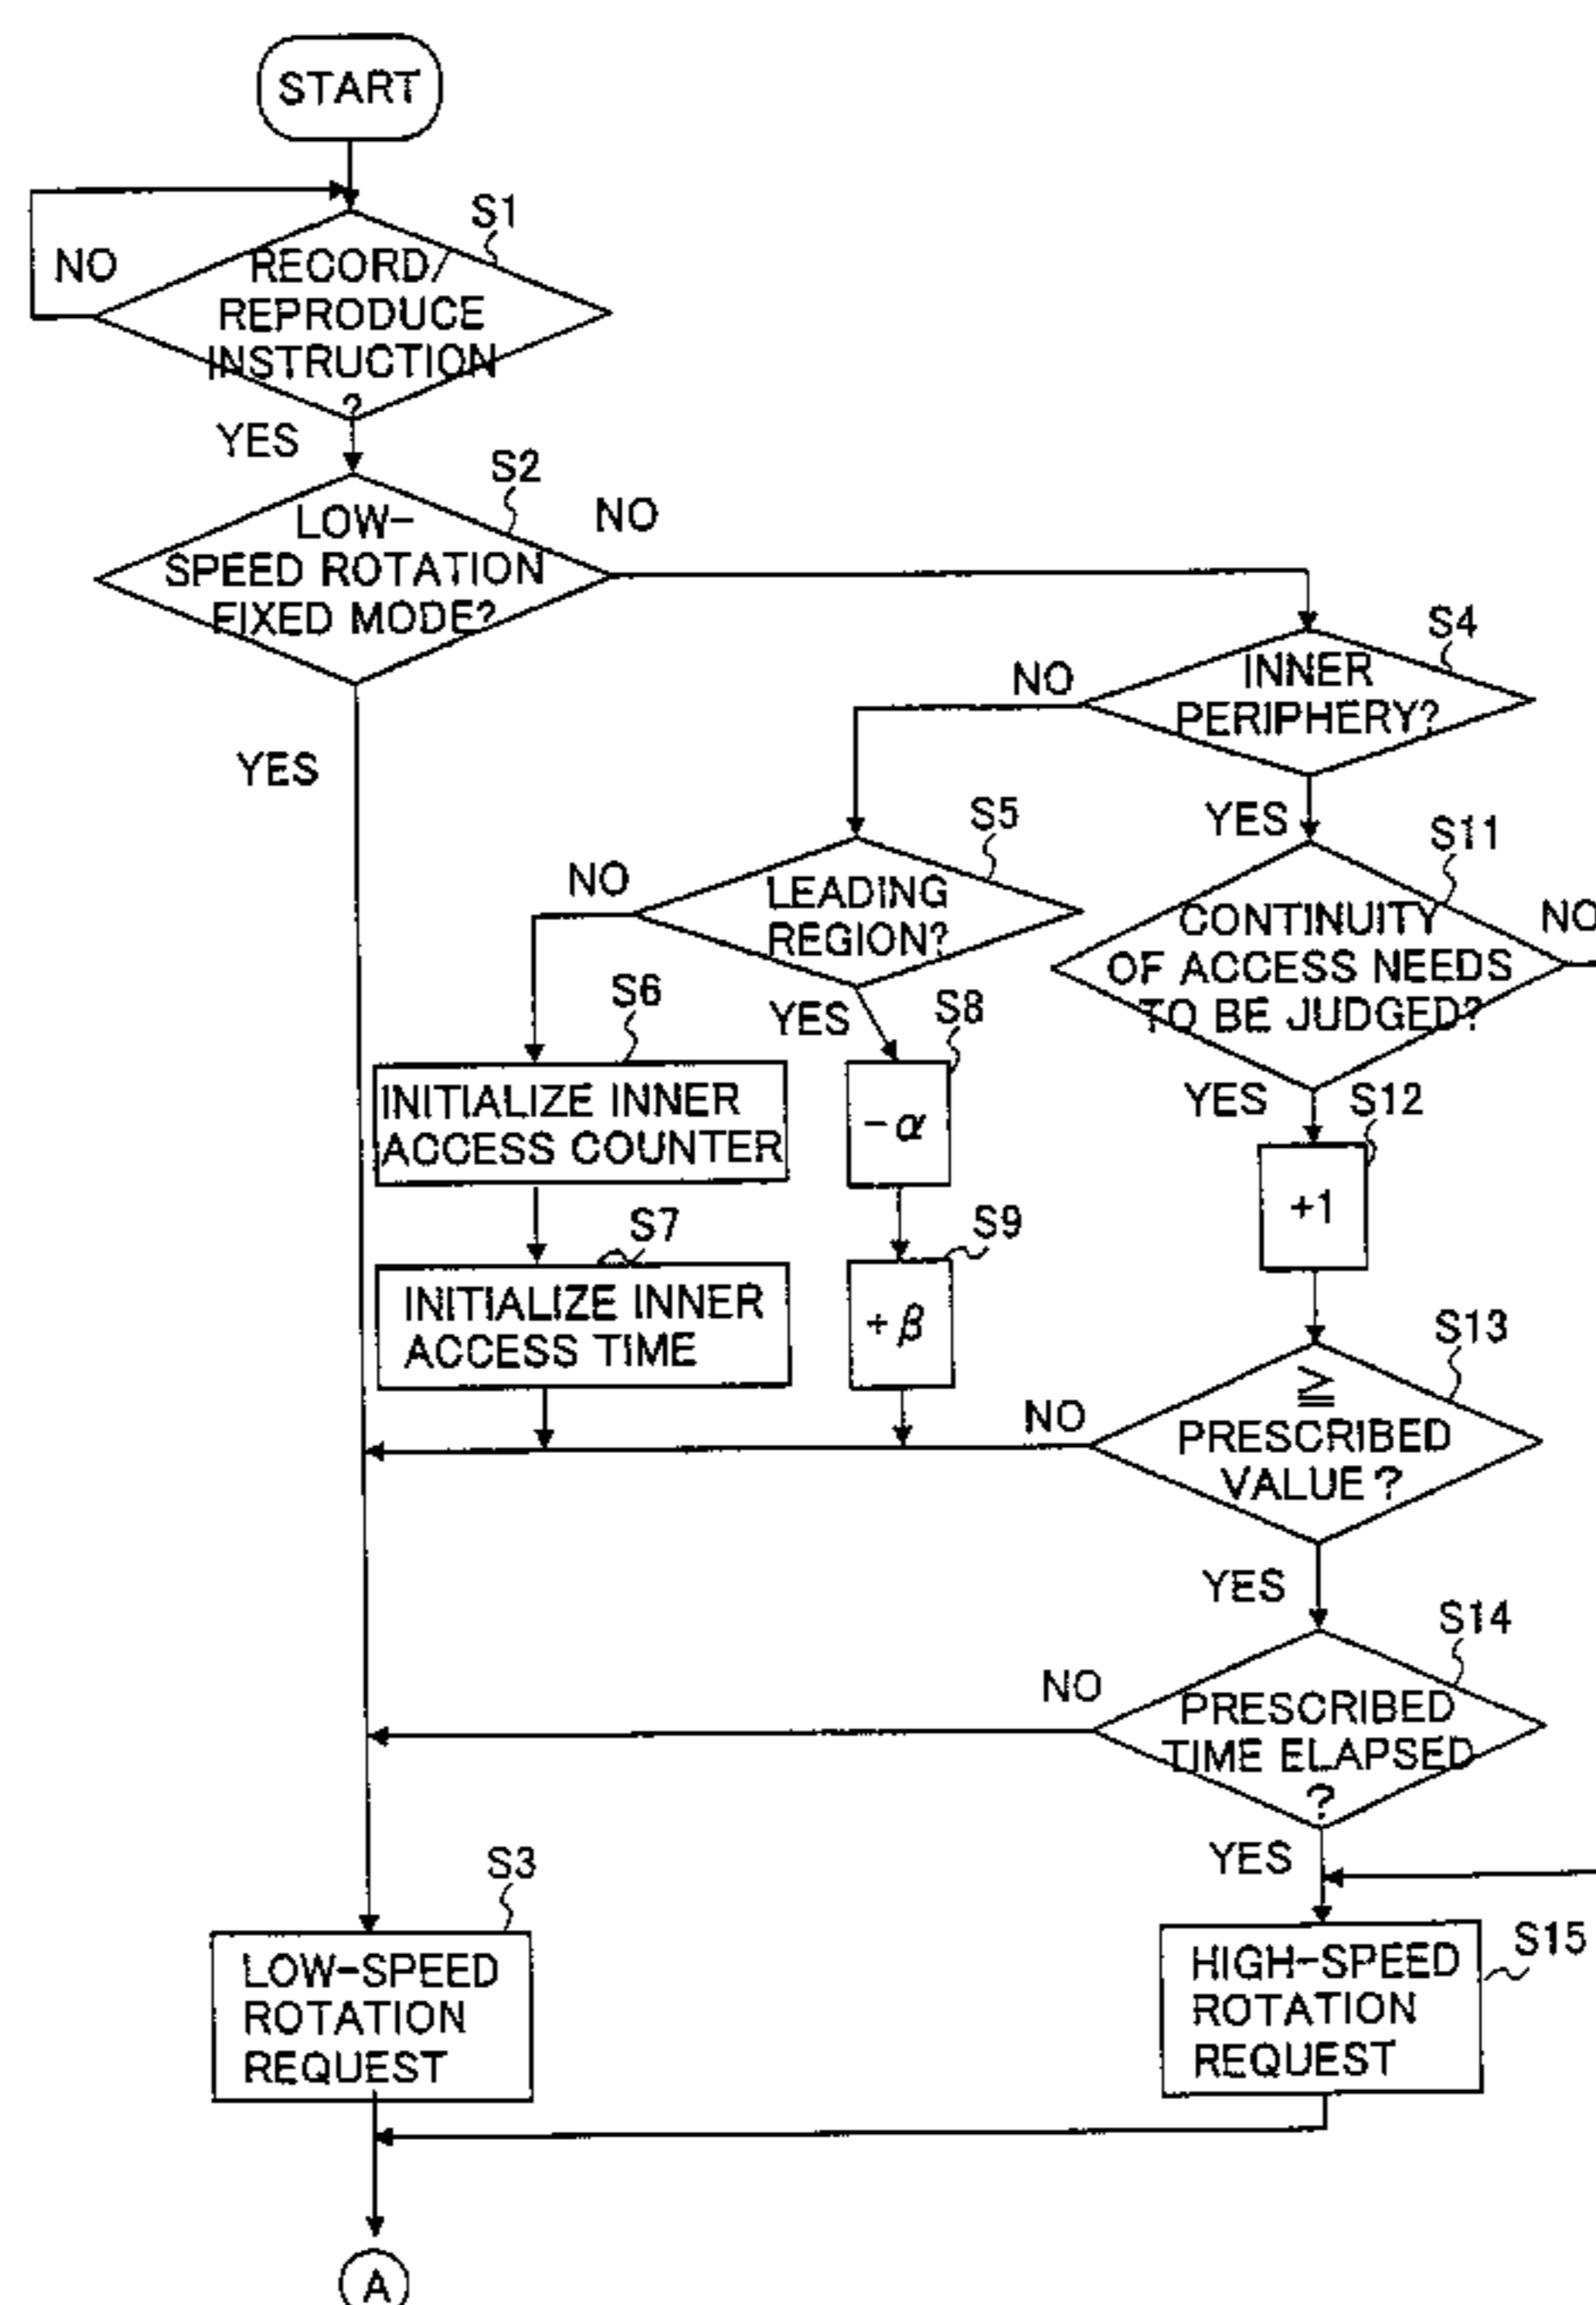 START
S1
NO
RECORD/
REPRODUCE
INSTRUCTION
?
YES
S2
NO
LOW-
SPEED ROTATION
FIXED MODE?
YES
S4
NO
INNER
PERIPHERY?
YES
S5
NO
LEADING
REGION?
YES
S11
NO
CONTINUITY
OF ACCESS NEEDS
TO BE JUDGED?
YES
S6
INITIALIZE INNER
ACCESS COUNTER
S8
-α
S12
+1
S7
INITIALIZE INNER
ACCESS TIME
S9
+β
S13
NO
≧
PRESCRIBED
VALUE?
YES
S14
NO
PRESCRIBED
TIME ELAPSED
?
YES
S3
LOW-SPEED
ROTATION
REQUEST
S15
HIGH-SPEED
ROTATION
REQUEST
A